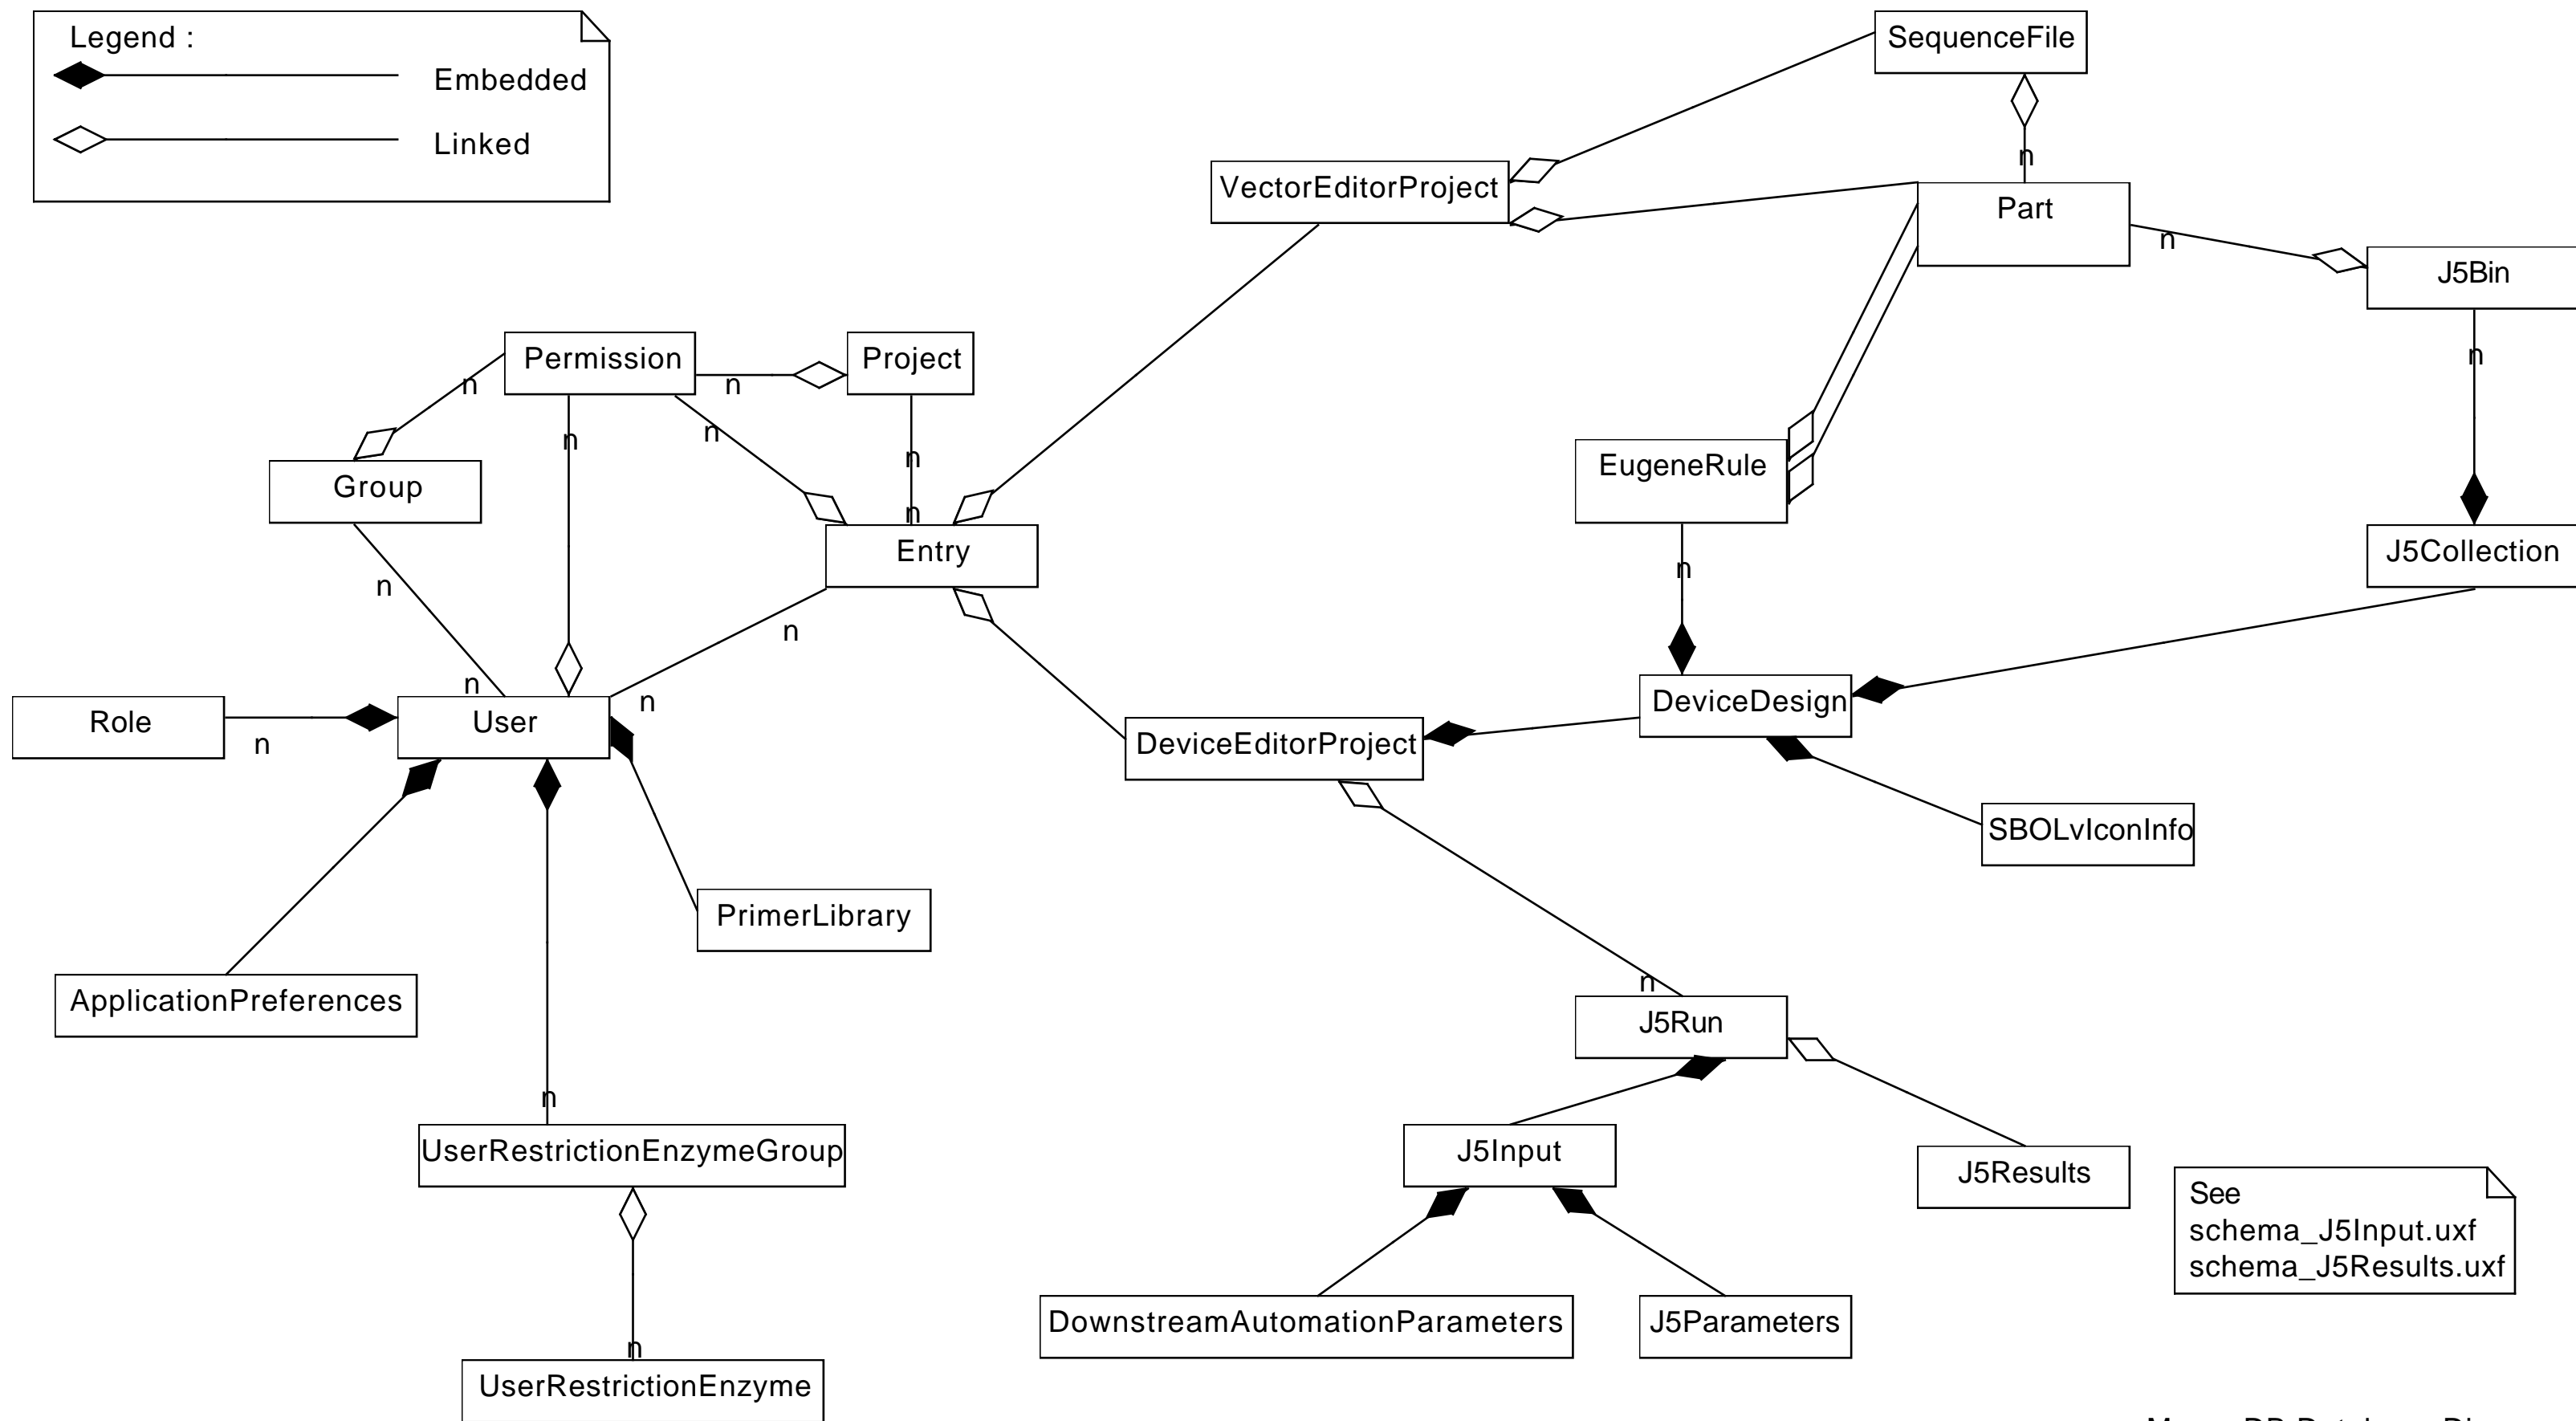 Legend :
Embedded
Linked
SequenceFile
n
VectorEditorProject
Part
n
J5Bin
n
Permission
n
Project
n
n
n
n
EugeneRule
Group
n
Entry
J5Collection
n
n
n
n
n
Role
n
User
DeviceEditorProject
DeviceDesign
SBOLvIconInfo
PrimerLibrary
ApplicationPreferences
n
J5Run
n
UserRestrictionEnzymeGroup
J5Input
J5Results
See
schema_J5Input.uxf
schema_J5Results.uxf
DownstreamAutomationParameters
J5Parameters
n
UserRestrictionEnzyme